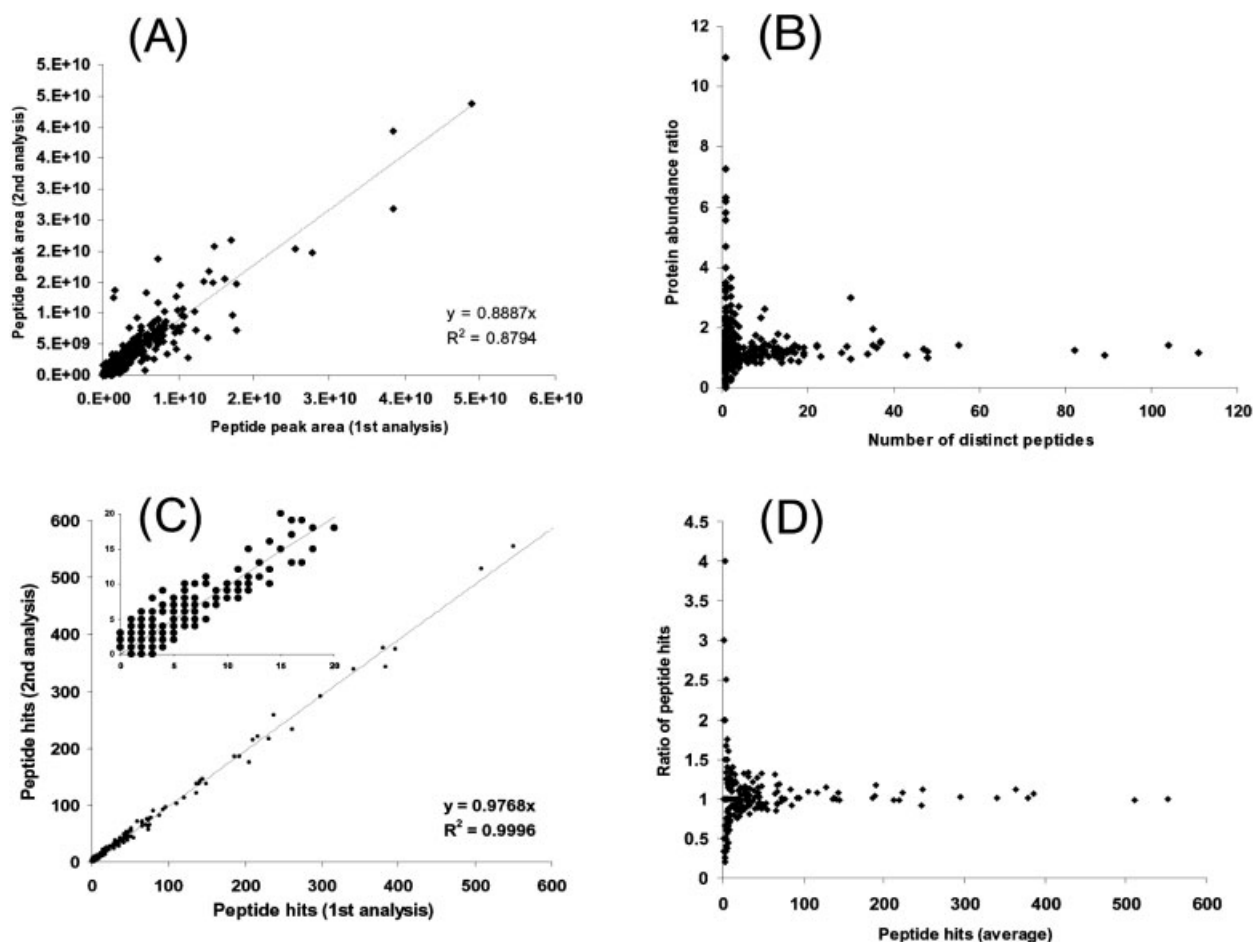 (A)
5.E+10
5.E+10
4.E+10
4.E+10
3.E+10
3.E+10
2.E+10
2.E+10
1.E+10
1.E+10
5.E+09
0.E+00
0.E+00 1.E+10 2.E+10 3.E+10 4.E+10 5.E+10 6.E+10
Peptide peak area (2nd analysis)
Peptide peak area (1st analysis)
y = 0.8887x
R² = 0.8794
(B)
12
10
8
6
4
2
0
0 20 40 60 80 100 120
Protein abundance ratio
Number of distinct peptides
(C)
600
500
400
300
200
100
0
0 100 200 300 400 500 600
20
15
10
5
0
0 5 10 15 20
Peptide hits (2nd analysis)
Peptide hits (1st analysis)
y = 0.9768x
R² = 0.9996
(D)
4.5
4
3.5
3
2.5
2
1.5
1
0.5
0
0 100 200 300 400 500 600
Ratio of peptide hits
Peptide hits (average)